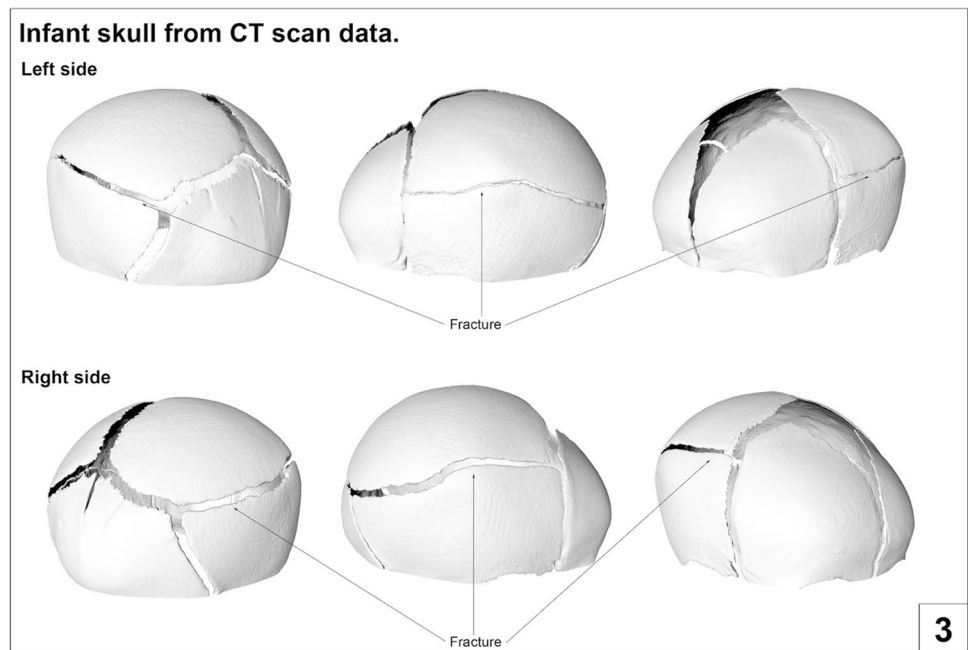 Infant skull from CT scan data.
Left side
Fracture
Right side
Fracture
3